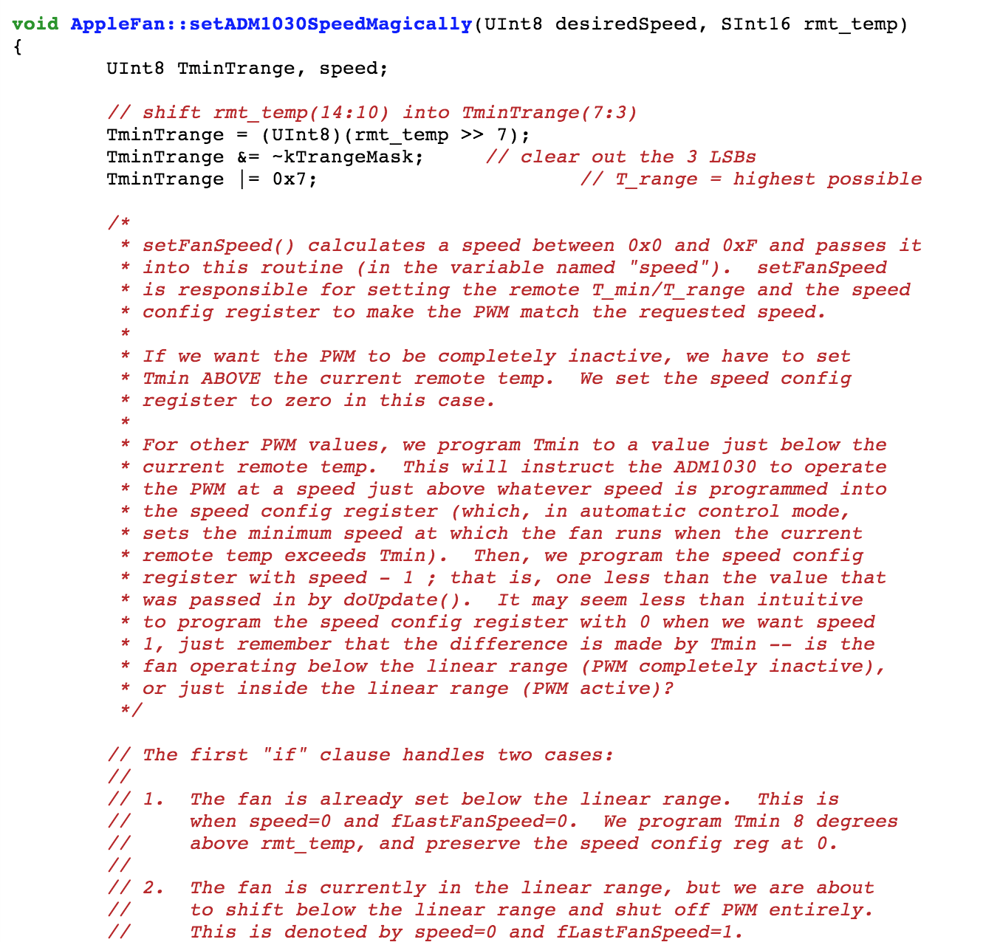 void AppleFan::setADM1030SpeedMagically(UInt8 desiredSpeed, SInt16 rmt_temp)
{
        UInt8 TminTrange, speed;

        // shift rmt_temp(14:10) into TminTrange(7:3)
        TminTrange = (UInt8)(rmt_temp >> 7);
        TminTrange &= ~kTrangeMask;     // clear out the 3 LSBs
        TminTrange |= 0x7;                      // T_range = highest possible

        /*
         * setFanSpeed() calculates a speed between 0x0 and 0xF and passes it
         * into this routine (in the variable named "speed").  setFanSpeed
         * is responsible for setting the remote T_min/T_range and the speed
         * config register to make the PWM match the requested speed.
         *
         * If we want the PWM to be completely inactive, we have to set
         * Tmin ABOVE the current remote temp.  We set the speed config
         * register to zero in this case.
         *
         * For other PWM values, we program Tmin to a value just below the
         * current remote temp.  This will instruct the ADM1030 to operate
         * the PWM at a speed just above whatever speed is programmed into
         * the speed config register (which, in automatic control mode,
         * sets the minimum speed at which the fan runs when the current
         * remote temp exceeds Tmin).  Then, we program the speed config
         * register with speed - 1 ; that is, one less than the value that
         * was passed in by doUpdate().  It may seem less than intuitive
         * to program the speed config register with 0 when we want speed
         * 1, just remember that the difference is made by Tmin -- is the
         * fan operating below the linear range (PWM completely inactive),
         * or just inside the linear range (PWM active)?
         */

        // The first "if" clause handles two cases:
        //
        // 1.  The fan is already set below the linear range.  This is
        //     when speed=0 and fLastFanSpeed=0.  We program Tmin 8 degrees
        //     above rmt_temp, and preserve the speed config reg at 0.
        //
        // 2.  The fan is currently in the linear range, but we are about
        //     to shift below the linear range and shut off PWM entirely.
        //     This is denoted by speed=0 and fLastFanSpeed=1.